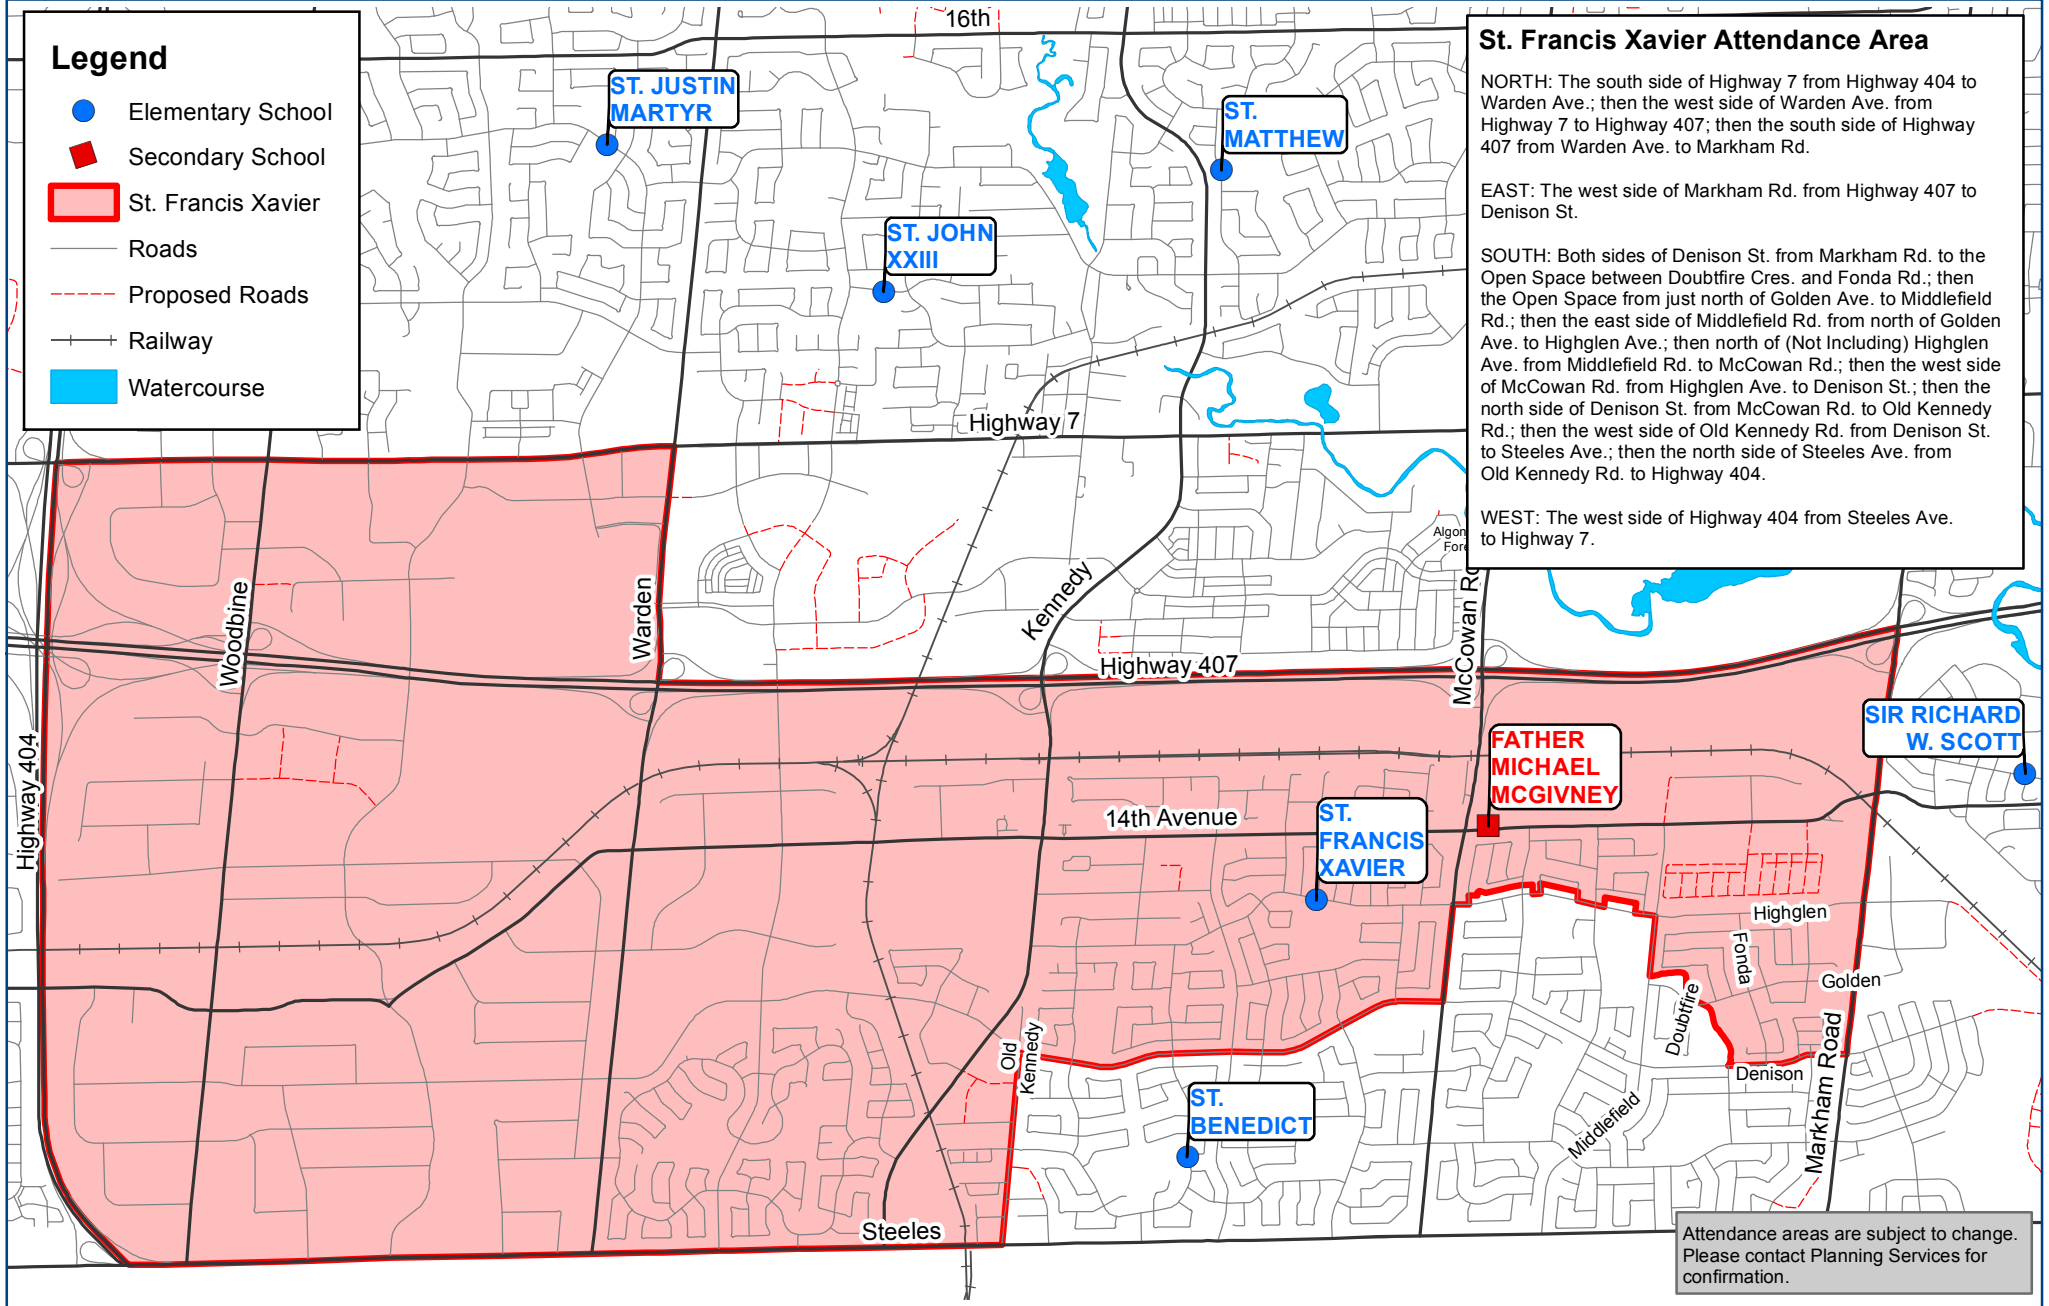 16th
Legend
Elementary School
Secondary School
St. Francis Xavier
Roads
Proposed Roads
Railway
Watercourse
ST. JUSTIN
MARTYR
ST.
MATTHEW
ST. JOHN
XXIII
St. Francis Xavier Attendance Area
NORTH: The south side of Highway 7 from Highway 404 to
Warden Ave.; then the west side of Warden Ave. from
Highway 7 to Highway 407; then the south side of Highway
407 from Warden Ave. to Markham Rd.
EAST: The west side of Markham Rd. from Highway 407 to
Denison St.
SOUTH: Both sides of Denison St. from Markham Rd. to the
Open Space between Doubtfire Cres. and Fonda Rd.; then
the Open Space from just north of Golden Ave. to Middlefield
Rd.; then the east side of Middlefield Rd. from north of Golden
Ave. to Highglen Ave.; then north of (Not Including) Highglen
Ave. from Middlefield Rd. to McCowan Rd.; then the west side
of McCowan Rd. from Highglen Ave. to Denison St.; then the
north side of Denison St. from McCowan Rd. to Old Kennedy
Rd.; then the west side of Old Kennedy Rd. from Denison St.
to Steeles Ave.; then the north side of Steeles Ave. from
Old Kennedy Rd. to Highway 404.
WEST: The west side of Highway 404 from Steeles Ave.
to Highway 7.
Highway 7
Woodbine
Warden
Kennedy
Highway 407
McCowan
Highway 404
SIR RICHARD
W. SCOTT
FATHER
MICHAEL
MCGIVNEY
14th Avenue
ST.
FRANCIS
XAVIER
Highglen
Fonda
Golden
Doubtfire
Old
Kennedy
Denison
Markham Road
Middlefield
ST.
BENEDICT
Steeles
Attendance areas are subject to change.
Please contact Planning Services for
confirmation.